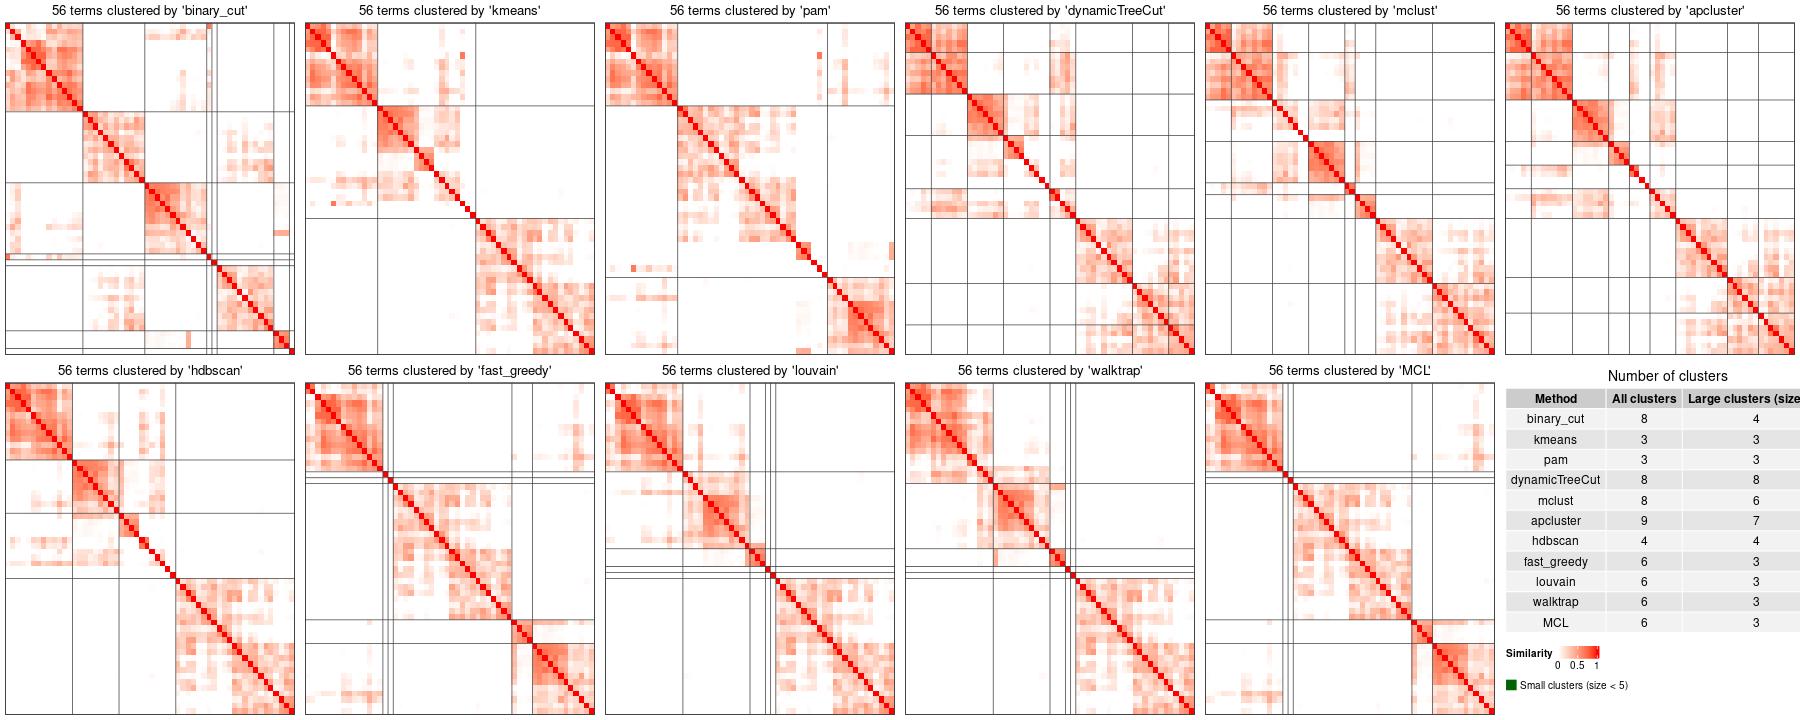 56 terms clustered by 'binary_cut'
56 terms clustered by 'kmeans'
56 terms clustered by 'pam'
56 terms clustered by 'dynamicTreeCut'
56 terms clustered by 'mclust'
56 terms clustered by 'apcluster'
56 terms clustered by 'hdbscan'
56 terms clustered by 'fast_greedy'
56 terms clustered by 'louvain'
56 terms clustered by 'walktrap'
56 terms clustered by 'MCL'
Number of clusters
Method All clusters Large clusters (size
binary_cut 8 4
kmeans 3 3
pam 3 3
dynamicTreeCut 8 8
mclust 8 6
apcluster 9 7
hdbscan 4 4
fast_greedy 6 3
louvain 6 3
walktrap 6 3
MCL 6 3
Similarity
0 0.5 1
Small clusters (size < 5)